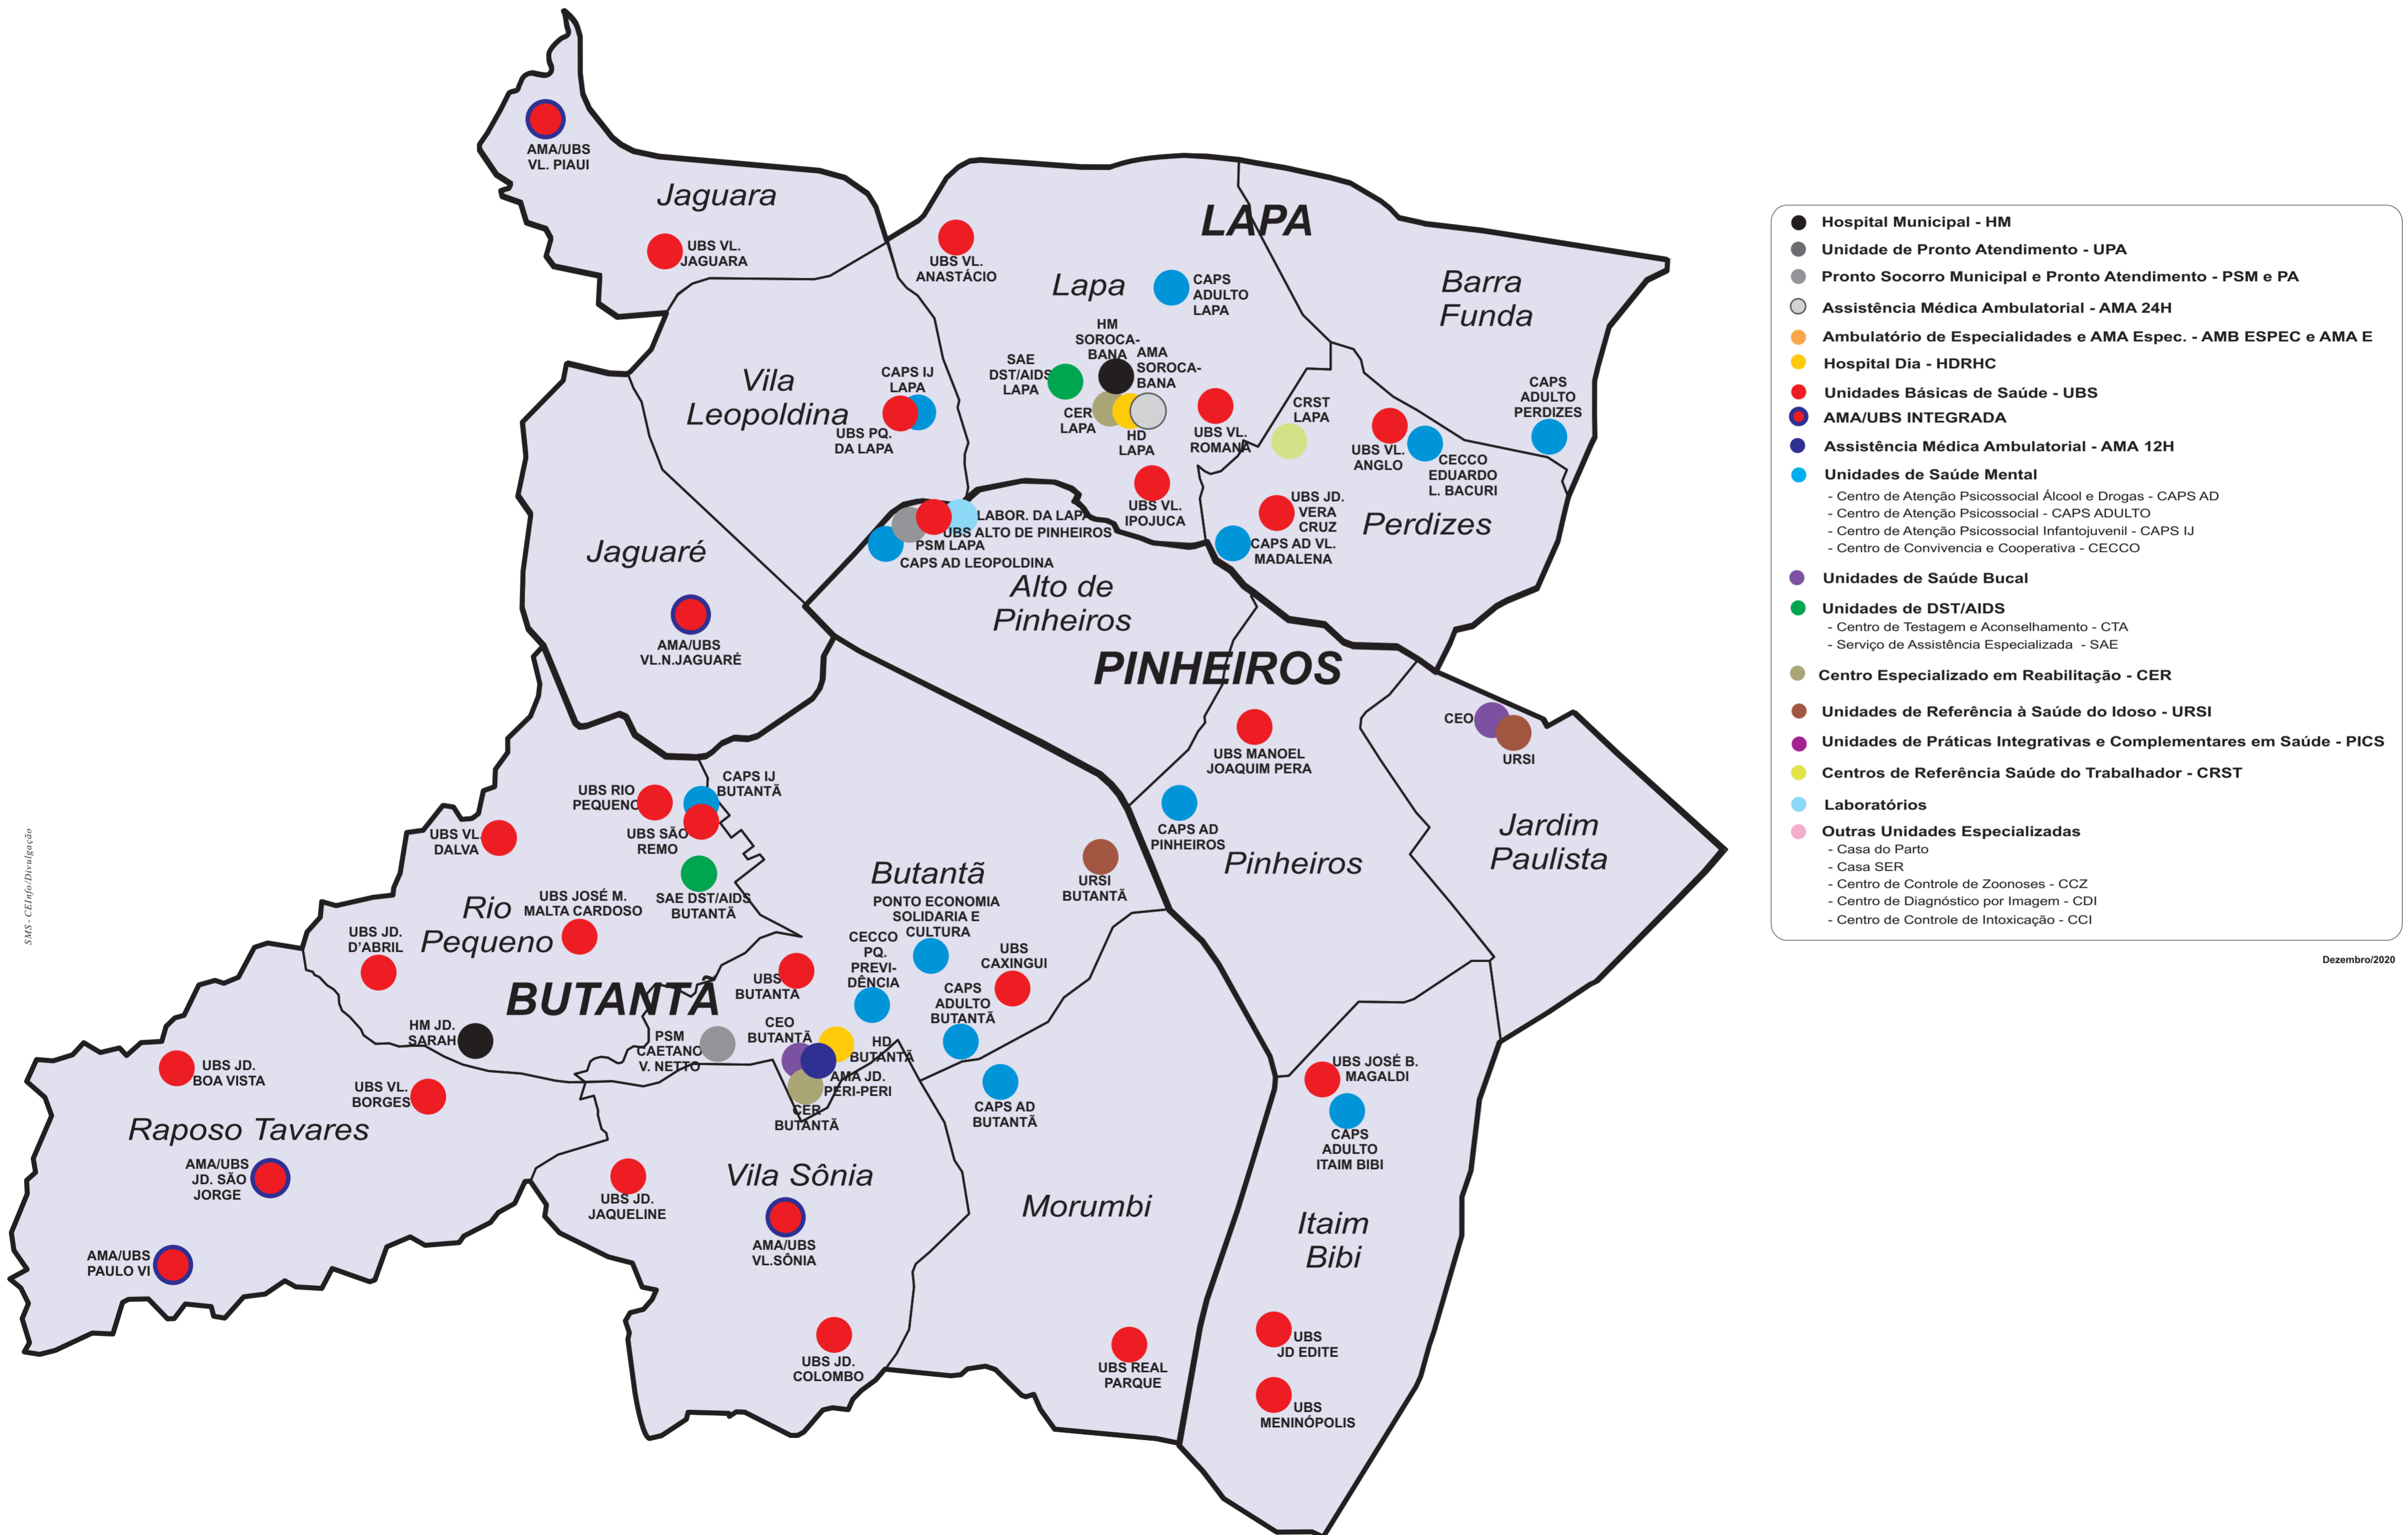 AMA/UBS
VL. PIAUI
Jaguara
UBS VL.
JAGUARA
UBS VL.
ANASTÁCIO
LAPA
Lapa
CAPS
ADULTO
LAPA
Barra
Funda
HM
SOROCA-
BANA
AMA
SOROCA-
BANA
SAE
DST/AIDS
LAPA
CER
LAPA
HD
LAPA
UBS VL.
ROMANA
CRST
LAPA
CAPS
ADULTO
PERDIZES
UBS VL.
ANGLO
CECCO
EDUARDO
L. BACURI
Vila
Leopoldina
CAPS IJ
LAPA
UBS PQ.
DA LAPA
UBS VL.
IPOJUCA
UBS JD.
VERA
CRUZ
Perdizes
CAPS AD VL.
MADALENA
LABOR. DA LAPA
UBS ALTO DE PINHEIROS
PSM LAPA
CAPS AD LEOPOLDINA
Jaguaré
AMA/UBS
VL.N.JAGUARÉ
Alto de
Pinheiros
PINHEIROS
UBS MANOEL
JOAQUIM PERA
CEO
URSI
CAPS AD
PINHEIROS
Pinheiros
Jardim
Paulista
CAPS IJ
BUTANTÃ
UBS RIO
PEQUENO
UBS SÃO
REMO
UBS VL.
DALVA
SAE DST/AIDS
BUTANTÃ
UBS JOSÉ M.
MALTA CARDOSO
Rio
Pequeno
UBS JD.
D'ABRIL
Butantã
URSI
BUTANTÃ
PONTO ECONOMIA
SOLIDARIA E
CULTURA
CECCO
PQ.
PREVI-
DÊNCIA
UBS
CAXINGUI
UBS
BUTANTA
BUTANTÃ
CAPS
ADULTO
BUTANTÃ
HM JD.
SARAH
PSM
CAETANO
V. NETTO
CEO
BUTANTÃ
HD
BUTANTÃ
AMA JD.
PERI-PERI
CER
BUTANTÃ
CAPS AD
BUTANTÃ
UBS JD.
BOA VISTA
UBS VL.
BORGES
Raposo Tavares
AMA/UBS
JD. SÃO
JORGE
AMA/UBS
PAULO VI
UBS JD.
JAQUELINE
Vila Sônia
AMA/UBS
VL.SÔNIA
UBS JD.
COLOMBO
Morumbi
UBS REAL
PARQUE
UBS JOSÉ B.
MAGALDI
CAPS
ADULTO
ITAIM BIBI
Itaim
Bibi
UBS
JD EDITE
UBS
MENINÓPOLIS
SMS - CEInfo/Divulgação
Hospital Municipal - HM
Unidade de Pronto Atendimento - UPA
Pronto Socorro Municipal e Pronto Atendimento - PSM e PA
Assistência Médica Ambulatorial - AMA 24H
Ambulatório de Especialidades e AMA Espec. - AMB ESPEC e AMA E
Hospital Dia - HDRHC
Unidades Básicas de Saúde - UBS
AMA/UBS INTEGRADA
Assistência Médica Ambulatorial - AMA 12H
Unidades de Saúde Mental
- Centro de Atenção Psicossocial Álcool e Drogas - CAPS AD
- Centro de Atenção Psicossocial - CAPS ADULTO
- Centro de Atenção Psicossocial Infantojuvenil - CAPS IJ
- Centro de Convivencia e Cooperativa - CECCO
Unidades de Saúde Bucal
Unidades de DST/AIDS
- Centro de Testagem e Aconselhamento - CTA
- Serviço de Assistência Especializada - SAE
Centro Especializado em Reabilitação - CER
Unidades de Referência à Saúde do Idoso - URSI
Unidades de Práticas Integrativas e Complementares em Saúde - PICS
Centros de Referência Saúde do Trabalhador - CRST
Laboratórios
Outras Unidades Especializadas
- Casa do Parto
- Casa SER
- Centro de Controle de Zoonoses - CCZ
- Centro de Diagnóstico por Imagem - CDI
- Centro de Controle de Intoxicação - CCI
Dezembro/2020